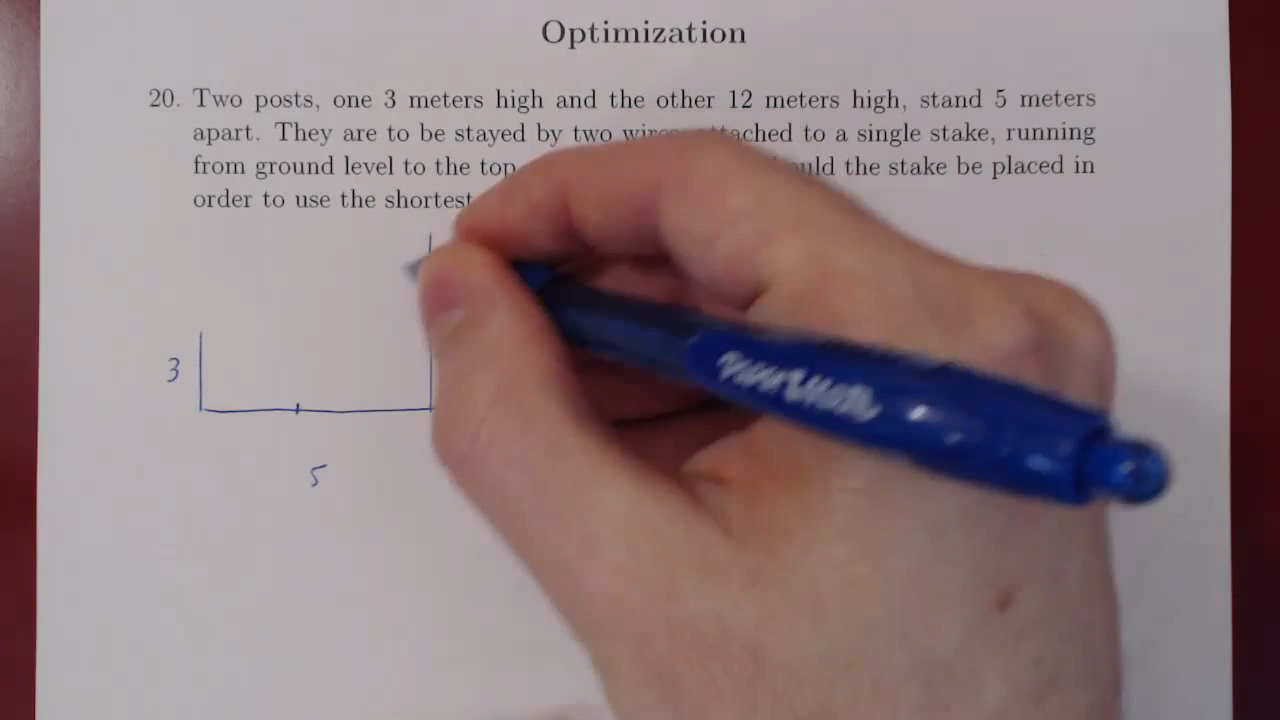 Optimization
20. Two posts, one 3 meters high and the other 12 meters high, stand 5 meters
apart. They are to be stayed by two attached to a single stake, running
from ground level to the top should the stake be placed in
order to use the shortest
3
5